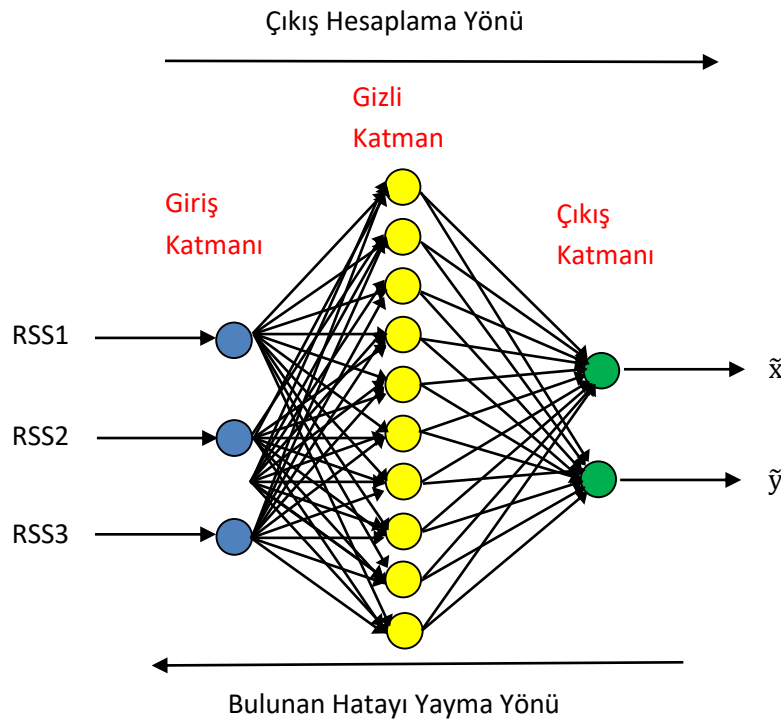 Çıkış Hesaplama Yönü
Gizli
Katman
Giriş
Katmanı
Çıkış
Katmanı
RSS1
x̃
RSS2
ỹ
RSS3
Bulunan Hatayı Yayma Yönü